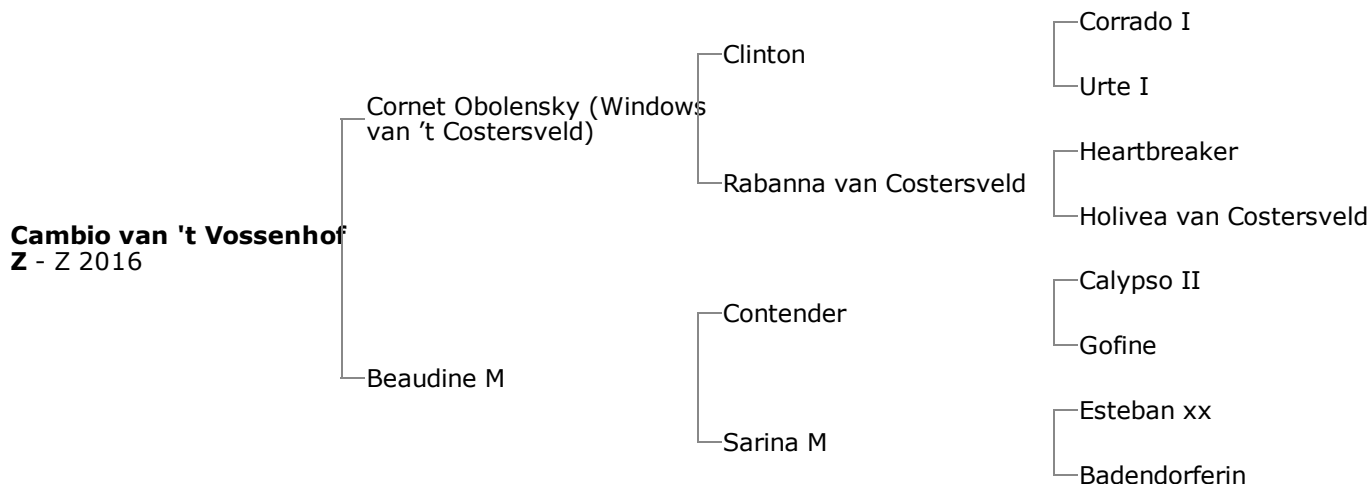 Corrado I
Clinton
Urte I
Cornet Obolensky (Windows
van ’t Costersveld)
Heartbreaker
Rabanna van Costersveld
Holivea van Costersveld
Cambio van 't Vossenhof
Z - Z 2016
Calypso II
Contender
Gofine
Beaudine M
Esteban xx
Sarina M
Badendorferin